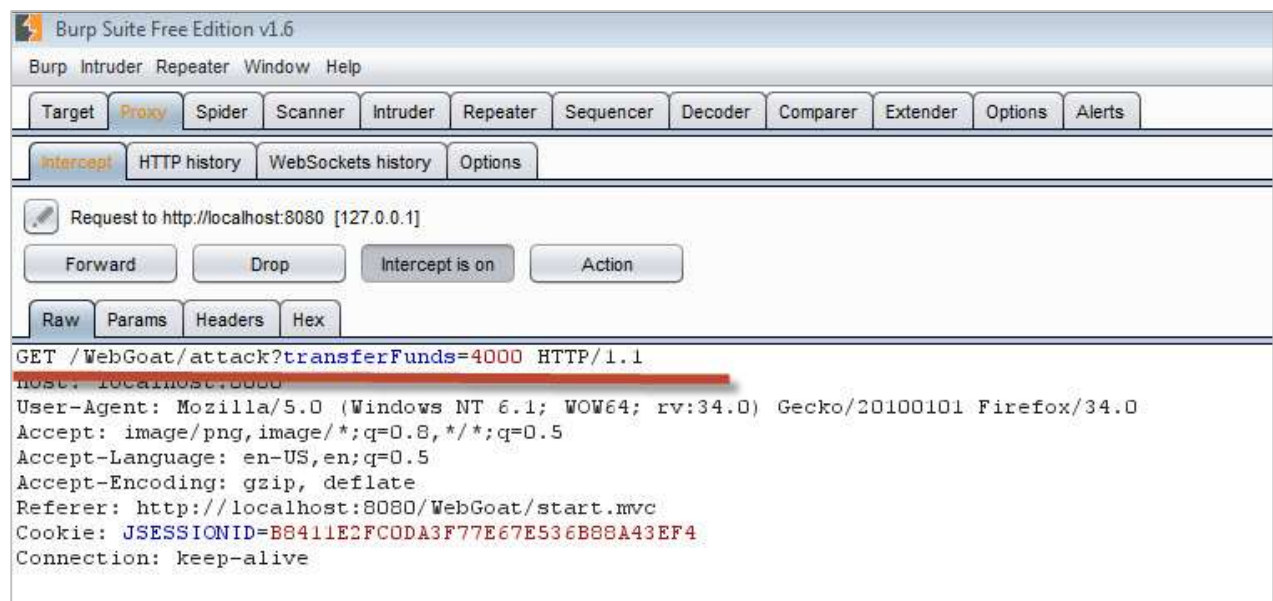 Burp Suite Free Edition v1.6
Burp Intruder Repeater Window Help
Target Proxy Spider Scanner Intruder Repeater Sequencer Decoder Comparer Extender Options Alerts
Intercept HTTP history WebSockets history Options
Request to http://localhost:8080 [127.0.0.1]
Forward Drop Intercept is on Action
Raw Params Headers Hex
GET /WebGoat/attack?transferFunds=4000 HTTP/1.1
Host: localhost:8080
User-Agent: Mozilla/5.0 (Windows NT 6.1; WOW64; rv:34.0) Gecko/20100101 Firefox/34.0
Accept: image/png,image/*;q=0.8,*/*;q=0.5
Accept-Language: en-US,en;q=0.5
Accept-Encoding: gzip, deflate
Referer: http://localhost:8080/WebGoat/start.mvc
Cookie: JSESSIONID=B8411E2FC0DA3F77E67E536B88A43EF4
Connection: keep-alive